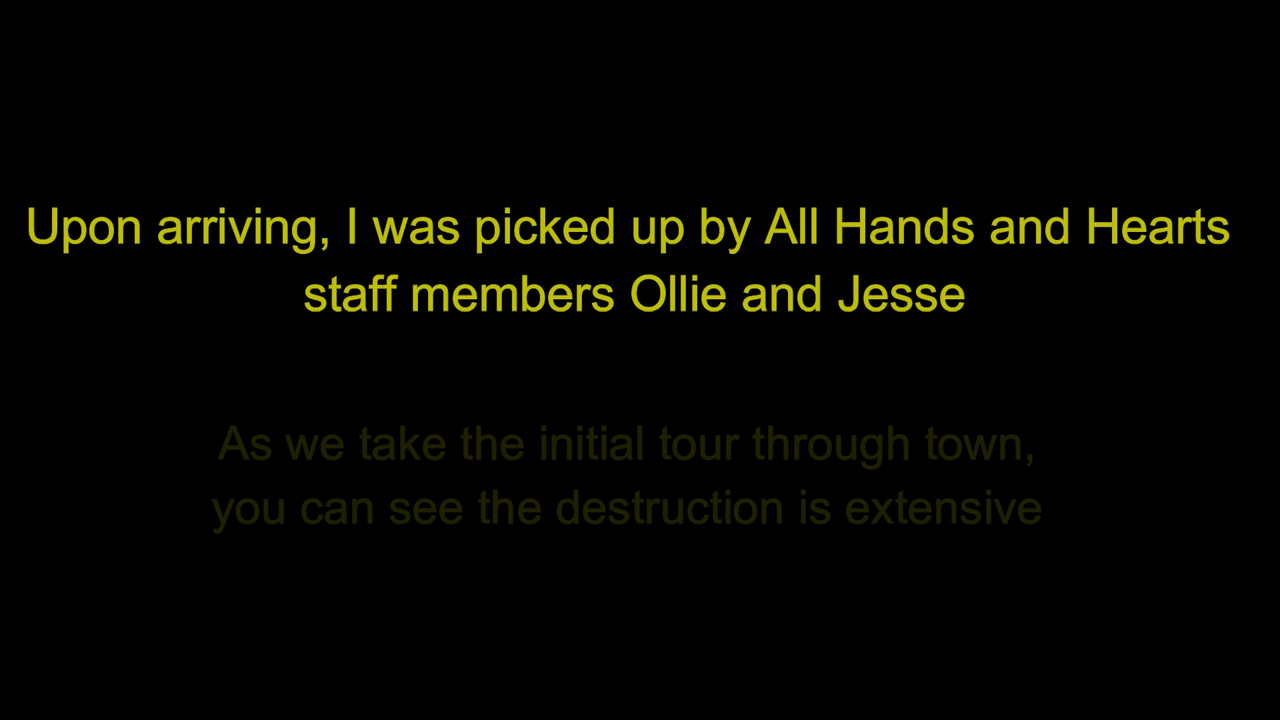 Upon arriving, I was picked up by All Hands and Hearts
staff members Ollie and Jesse
As we take the initial tour through town,
you can see the destruction is extensive